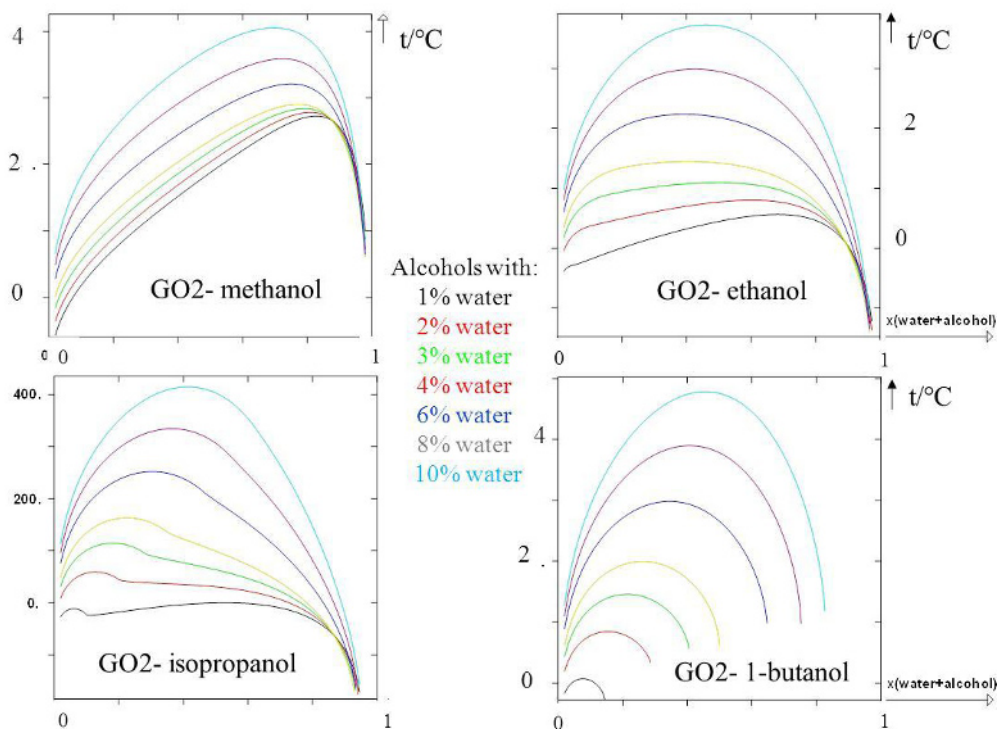 4
2 .
0
0 0
1
t/°C
GO2- methanol
t/°C
2
0
GO2- ethanol
x(water+alcohol)
0
1
Alcohols with:
1% water
2% water
3% water
4% water
6% water
8% water
10% water
400.
200.
0.
GO2- isopropanol
0
1
t/°C
4
2
0
GO2- 1-butanol
x(water+alcohol)
0
1